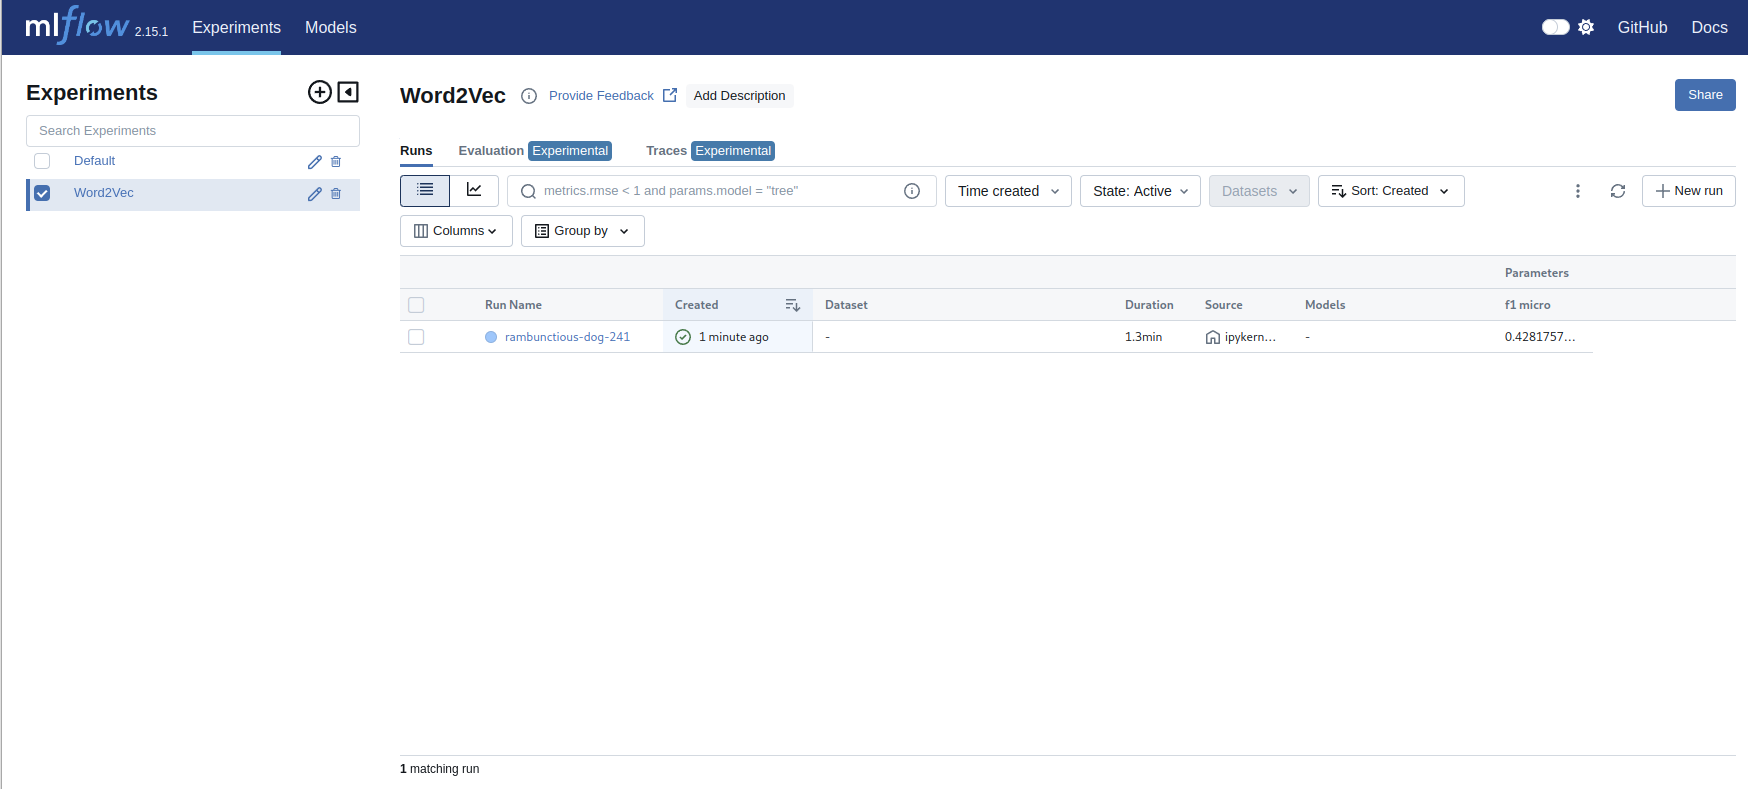 mlflow 2.15.1 Experiments Models GitHub Docs
Experiments
Search Experiments
Default
Word2Vec
Word2Vec Provide Feedback Add Description Share
Runs Evaluation Experimental Traces Experimental
metrics.rmse < 1 and params.model = "tree" Time created State: Active Datasets Sort: Created New run
Columns Group by
Parameters
Run Name Created Dataset Duration Source Models f1 micro
rambunctious-dog-241 1 minute ago - 1.3min ipykern... - 0.4281757...
1 matching run